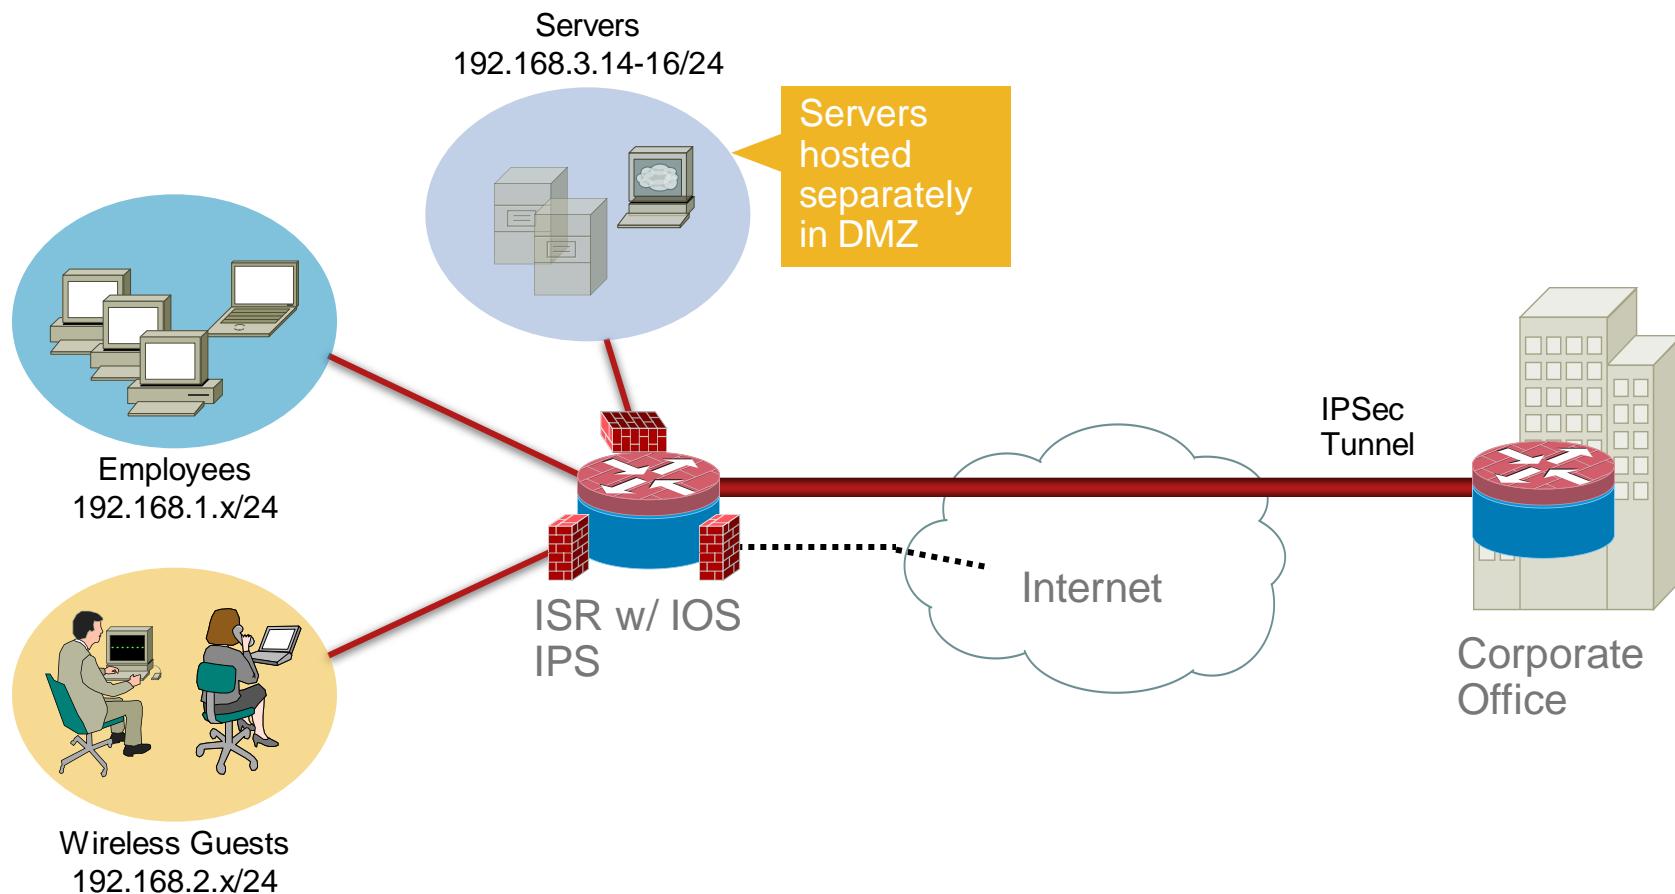 Servers
192.168.3.14-16/24
Servers
hosted
separately
in DMZ
Employees
192.168.1.x/24
IPSec
Tunnel
Internet
ISR w/ IOS
IPS
Corporate
Office
Wireless Guests
192.168.2.x/24